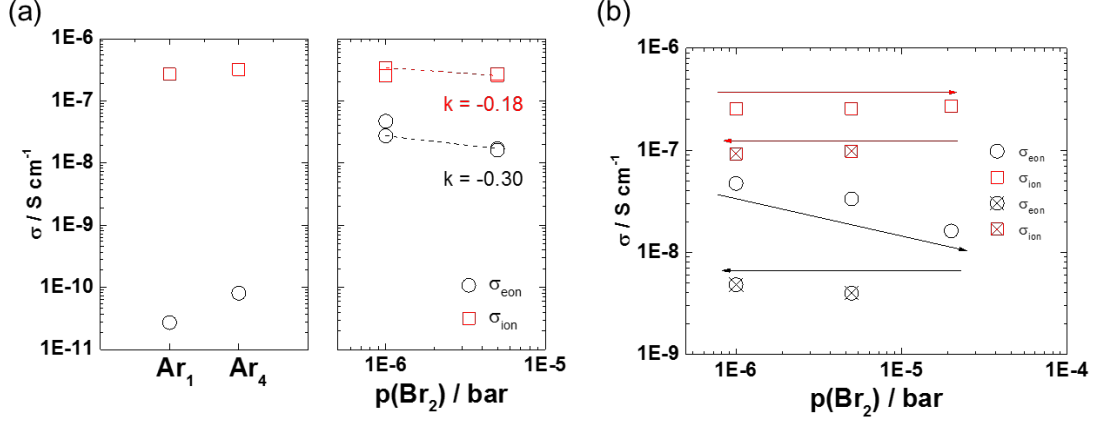 (a)
1E-6
1E-7
1E-8
1E-9
1E-10
1E-11
σ / S cm⁻¹
Ar₁
Ar₄
k = -0.18
k = -0.30
σₑₒₙ
σᵢₒₙ
1E-6
1E-5
p(Br₂) / bar
(b)
1E-6
1E-7
1E-8
1E-9
σ / S cm⁻¹
σₑₒₙ
σᵢₒₙ
σₑₒₙ
σᵢₒₙ
1E-6
1E-5
1E-4
p(Br₂) / bar